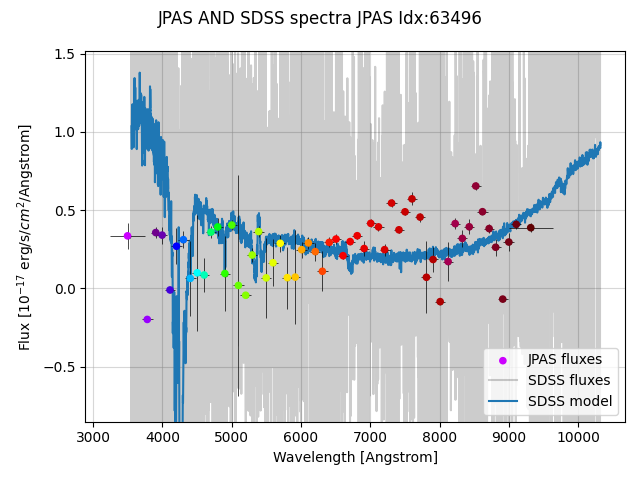 JPAS AND SDSS spectra JPAS Idx:63496
1.5
1.0
0.5
0.0
−0.5
Flux [10⁻¹⁷ erg/s/cm²/Angstrom]
JPAS fluxes
SDSS fluxes
SDSS model
3000 4000 5000 6000 7000 8000 9000 10000
Wavelength [Angstrom]